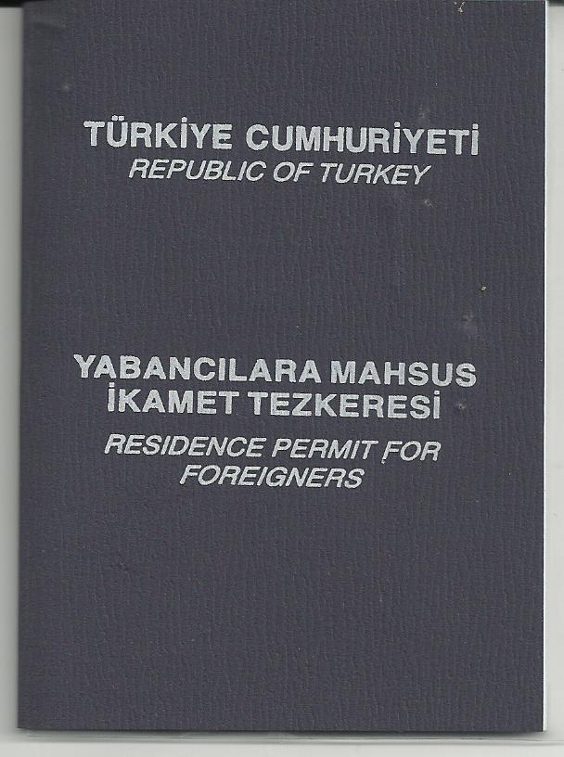 TÜRKİYE CUMHURİYETİ
REPUBLIC OF TURKEY
YABANCILARA MAHSUS
İKAMET TEZKERESİ
RESIDENCE PERMIT FOR
FOREIGNERS